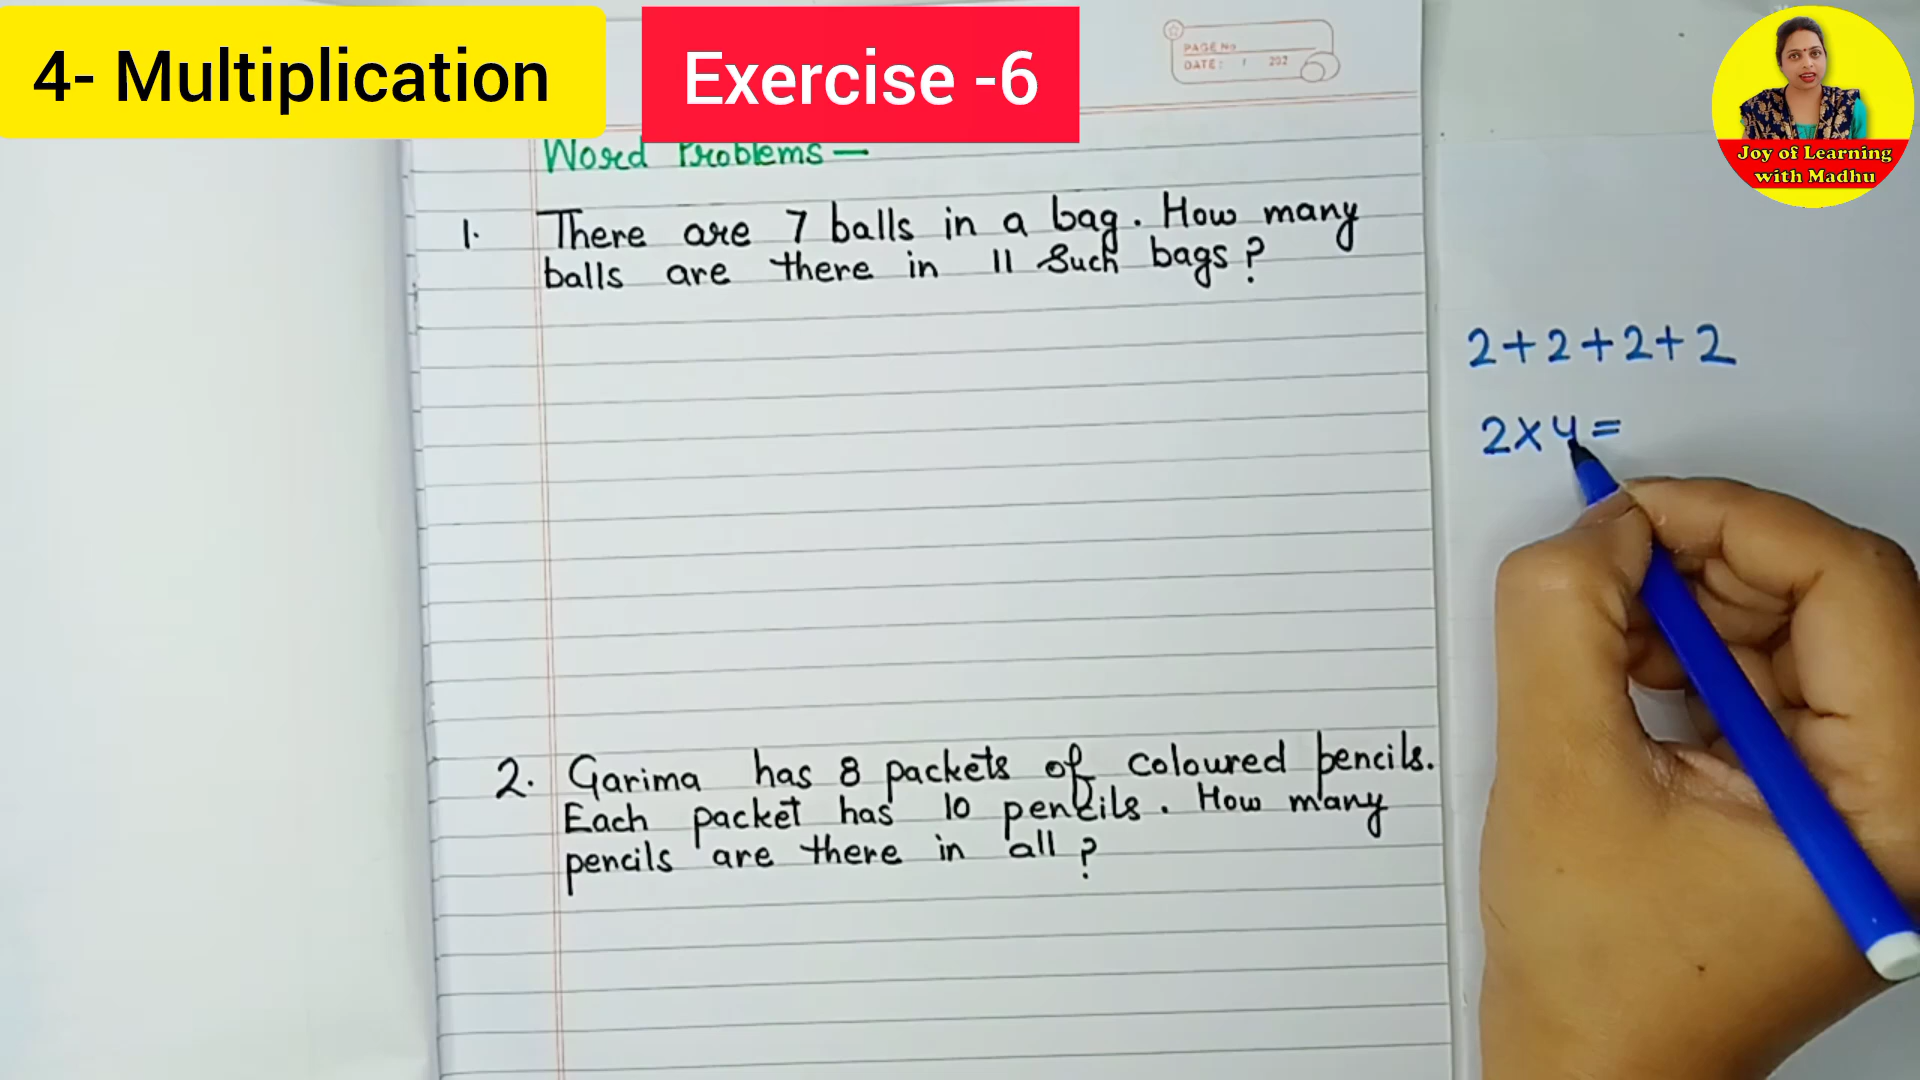 4- Multiplication
Exercise -6
PAGE No
DATE: / 202
Joy of Learning
with Madhu
Word Problems —
1. There are 7 balls in a bag. How many
balls are there in 11 Such bags?
2+2+2+2
2×4=
2. Garima has 8 packets of coloured pencils.
Each packet has 10 pencils. How many
pencils are there in all?